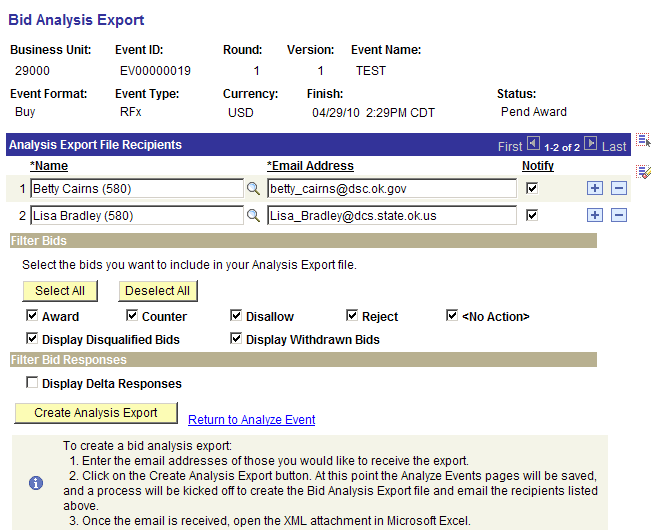 Bid Analysis Export
Business Unit: Event ID: Round: Version: Event Name:
29000 EV00000019 1 1 TEST
Event Format: Event Type: Currency: Finish: Status:
Buy RFx USD 04/29/10 2:29PM CDT Pend Award
Analysis Export File Recipients First 1-2 of 2 Last
*Name *Email Address Notify
1 Betty Cairns (580) betty_cairns@dsc.ok.gov
2 Lisa Bradley (580) Lisa_Bradley@dcs.state.ok.us
Filter Bids
Select the bids you want to include in your Analysis Export file.
Select All Deselect All
Award Counter Disallow Reject <No Action>
Display Disqualified Bids Display Withdrawn Bids
Filter Bid Responses
Display Delta Responses
Create Analysis Export Return to Analyze Event
To create a bid analysis export:
1. Enter the email addresses of those you would like to receive the export.
2. Click on the Create Analysis Export button. At this point the Analyze Events pages will be saved,
and a process will be kicked off to create the Bid Analysis Export file and email the recipients listed
above.
3. Once the email is received, open the XML attachment in Microsoft Excel.